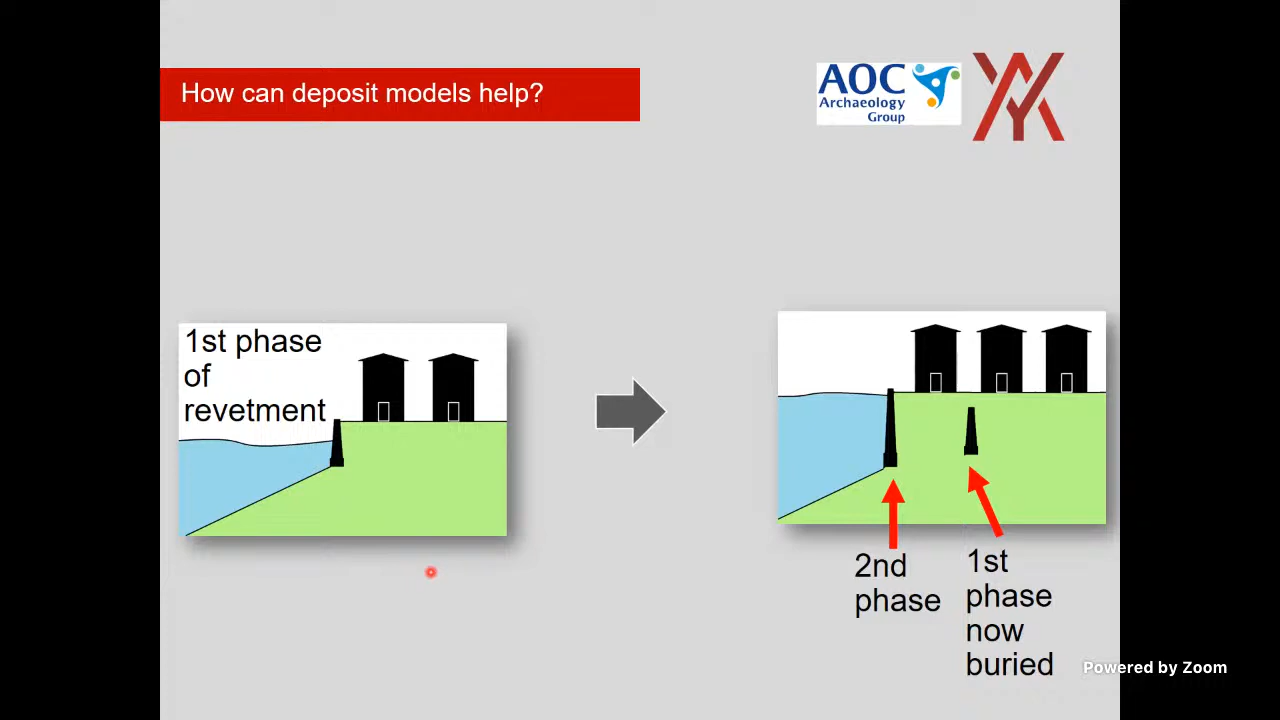 How can deposit models help?
AOC
Archaeology
Group
1st phase
of
revetment
2nd
phase
1st
phase
now
buried
Powered by Zoom